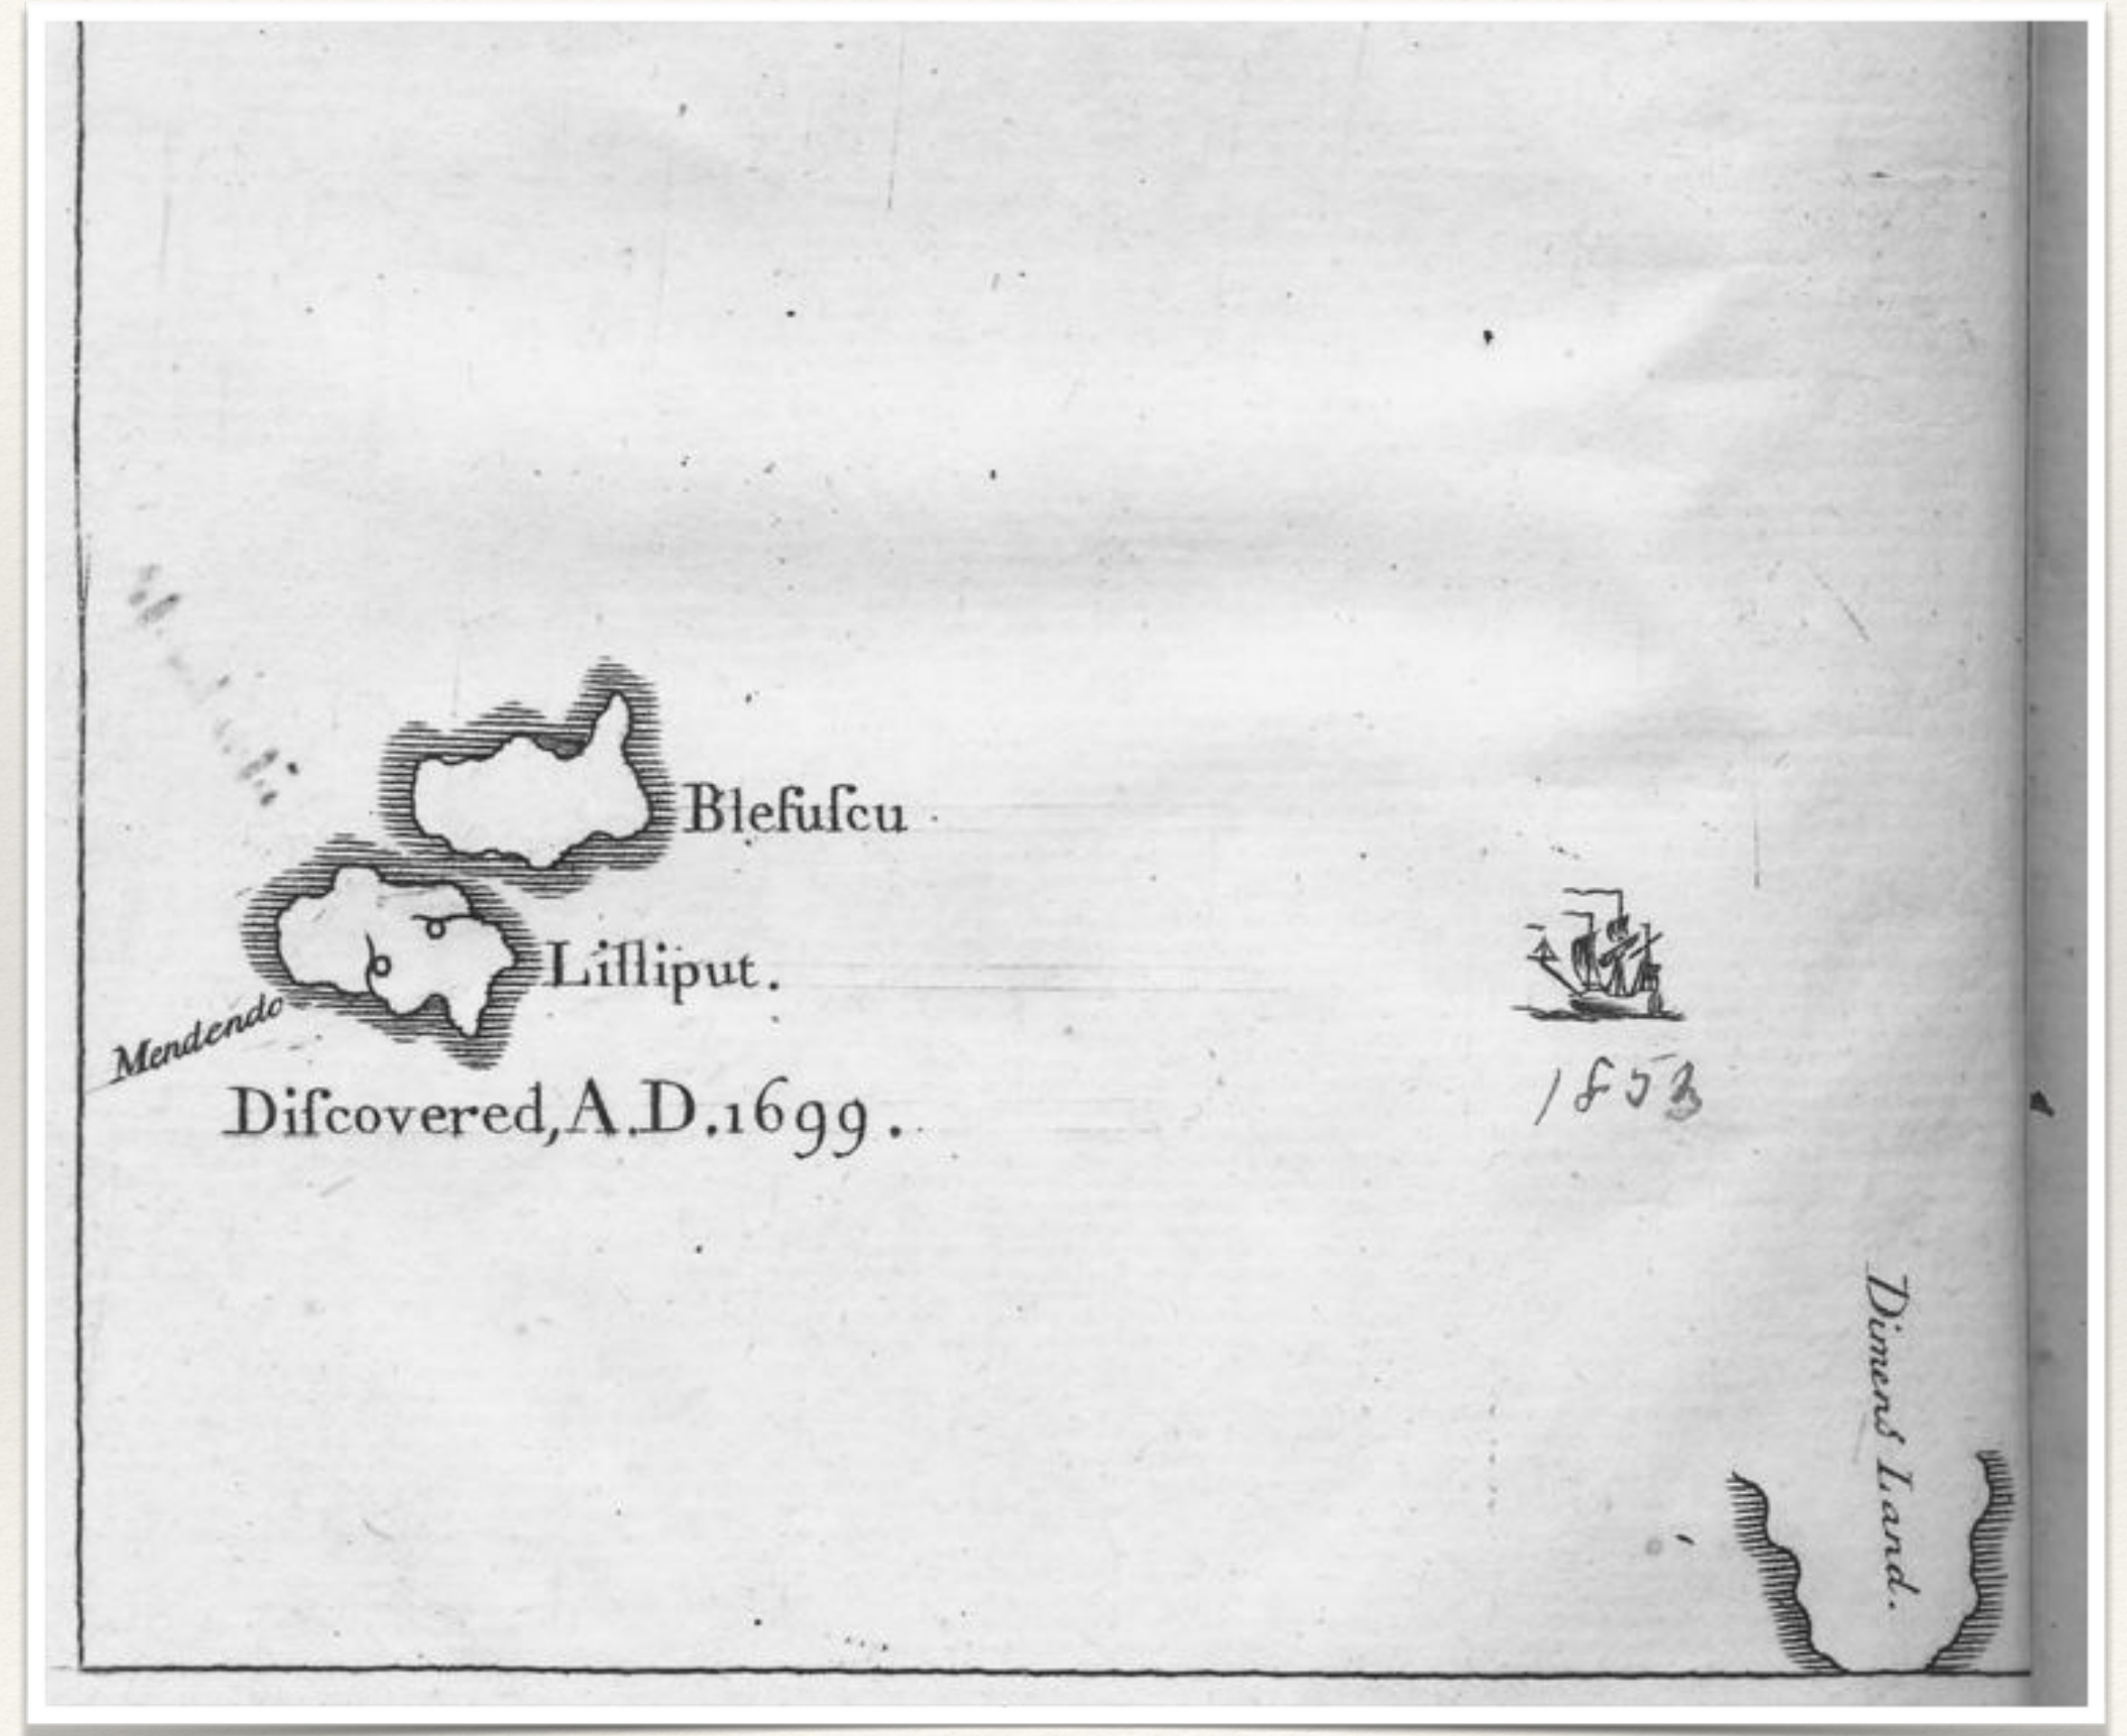 Blefuſcu
Lilliput.
Mendendo
Diſcovered, A.D. 1699.
Dimens Land.